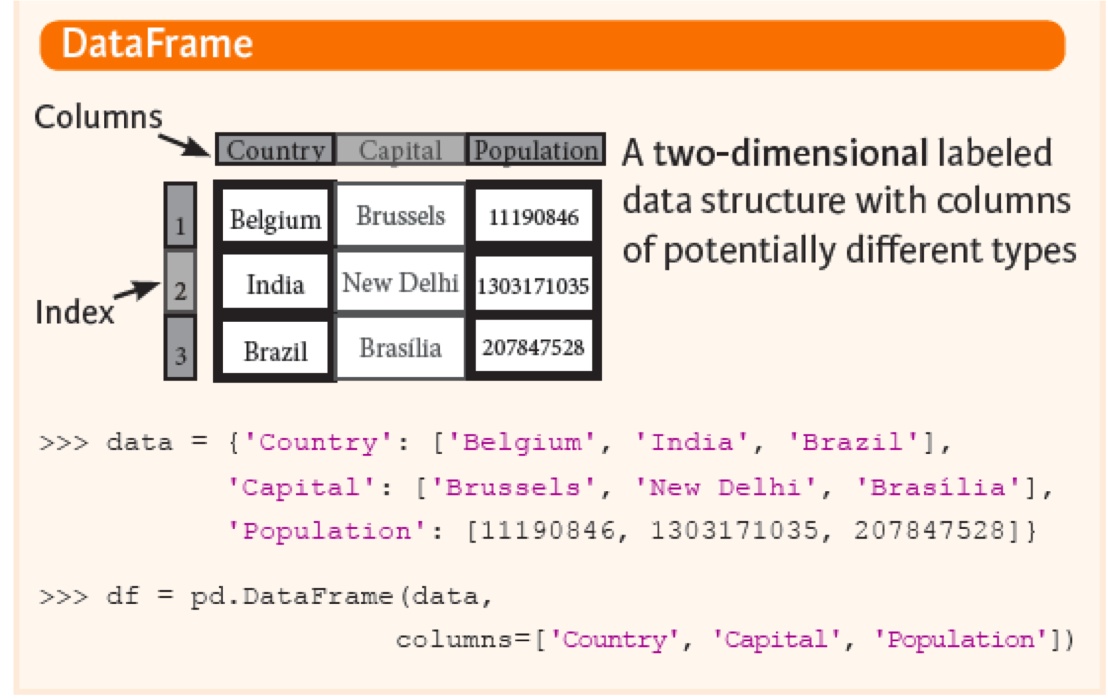 DataFrame
Columns
Country Capital Population
1 Belgium Brussels 11190846
2 India New Delhi 1303171035
3 Brazil Brasília 207847528
Index
A two-dimensional labeled
data structure with columns
of potentially different types
>>> data = {'Country': ['Belgium', 'India', 'Brazil'],
'Capital': ['Brussels', 'New Delhi', 'Brasília'],
'Population': [11190846, 1303171035, 207847528]}
>>> df = pd.DataFrame(data,
columns=['Country', 'Capital', 'Population'])